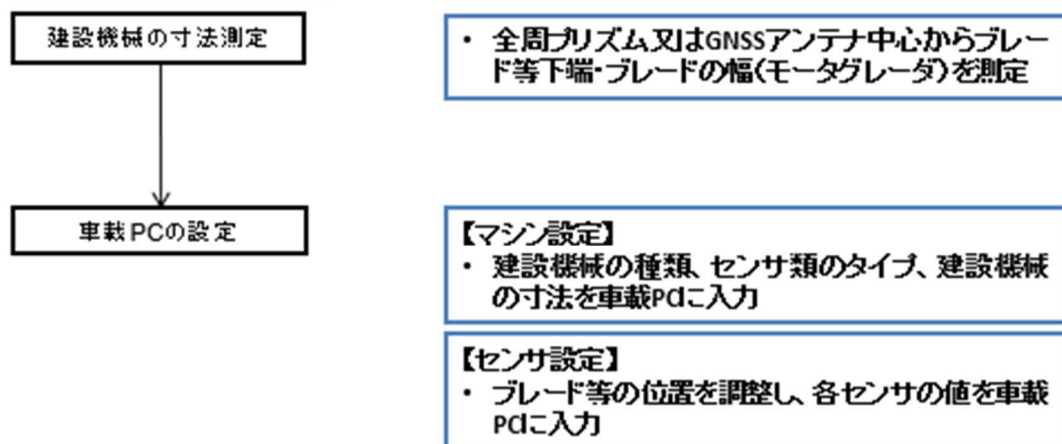 建設機械の寸法測定
・ 全周プリズム又はGNSSアンテナ中心からブレー
ド等下端・ブレードの幅(モータグレーダ)を測定
車載PCの設定
【マシン設定】
・ 建設機械の種類、センサ類のタイプ、建設機械
の寸法を車載PCに入力
【センサ設定】
・ ブレード等の位置を調整し、各センサの値を車載
PCに入力